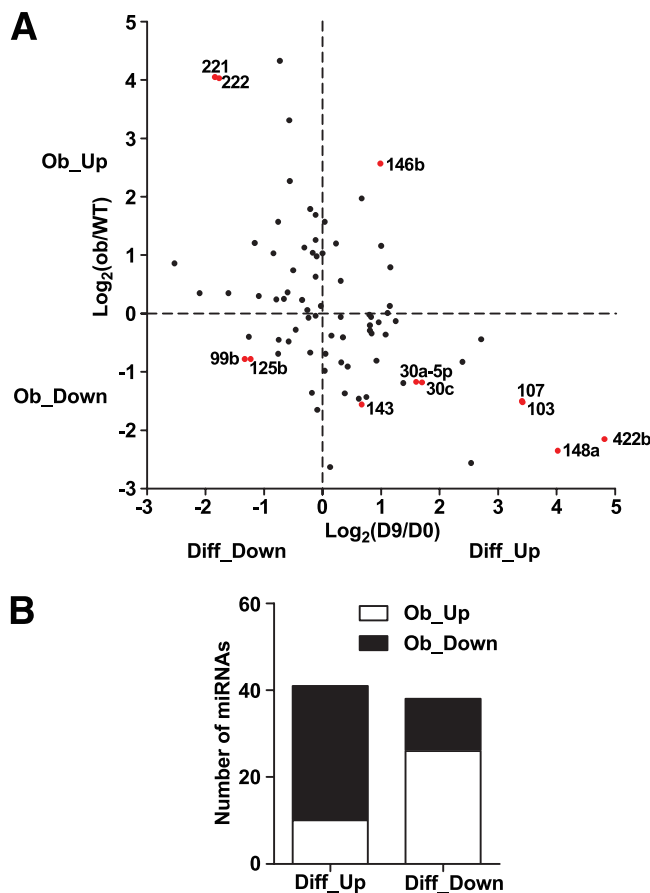 A
5
4
3
2
1
0
-1
-2
-3
Log2(ob/WT)
Ob_Up
Ob_Down
221
222
146b
99b
125b
30a-5p
30c
143
107
103
148a
422b
-3 -2 -1 0 1 2 3 4 5
Log2(D9/D0)
Diff_Down Diff_Up
B
Ob_Up
Ob_Down
Number of miRNAs
60
40
20
0
Diff_Up Diff_Down